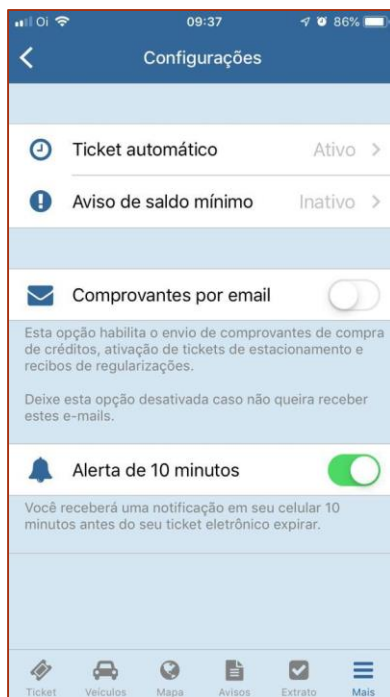 Oi 09:37 86%
Configurações
Ticket automático Ativo
Aviso de saldo mínimo Inativo
Comprovantes por email
Esta opção habilita o envio de comprovantes de compra
de créditos, ativação de tickets de estacionamento e
recibos de regularizações.
Deixe esta opção desativada caso não queira receber
estes e-mails.
Alerta de 10 minutos
Você receberá uma notificação em seu celular 10
minutos antes do seu ticket eletrônico expirar.
Ticket Veículos Mapa Avisos Extrato Mais